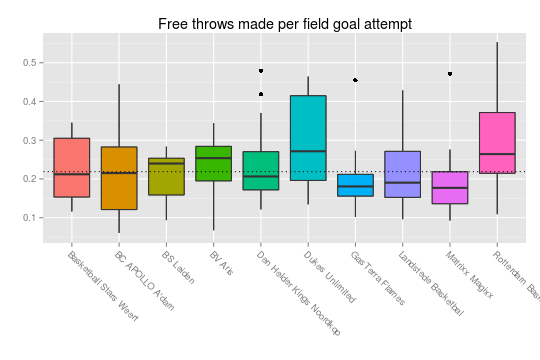 Free throws made per field goal attempt
0.5
0.4
0.3
0.2
0.1
Basketball Stars Weert
BC APOLLO A'dam
BS Leiden
BV Aris
Den Helder Kings Noordkop
Dukes Unlimited
GasTerra Flames
Landstede Basketbal
Matrixx Magixx
Rotterdam Bas